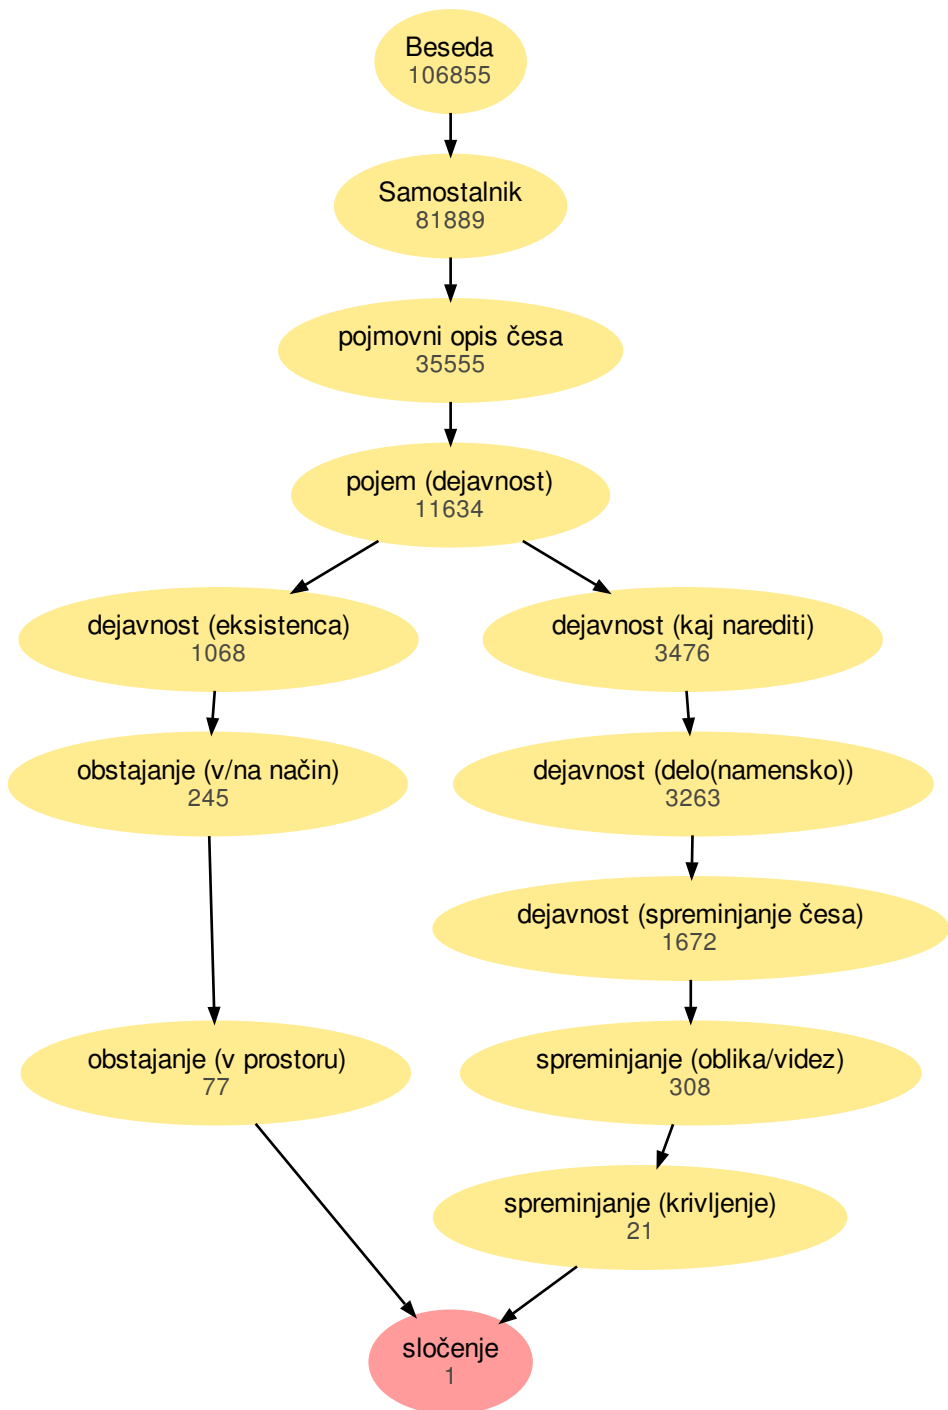 Beseda
106855
Samostalnik
81889
pojmovni opis česa
35555
pojem (dejavnost)
11634
dejavnost (eksistenca)
1068
dejavnost (kaj narediti)
3476
obstajanje (v/na način)
245
dejavnost (delo(namensko))
3263
dejavnost (spreminjanje česa)
1672
obstajanje (v prostoru)
77
spreminjanje (oblika/videz)
308
spreminjanje (krivljenje)
21
sločenje
1